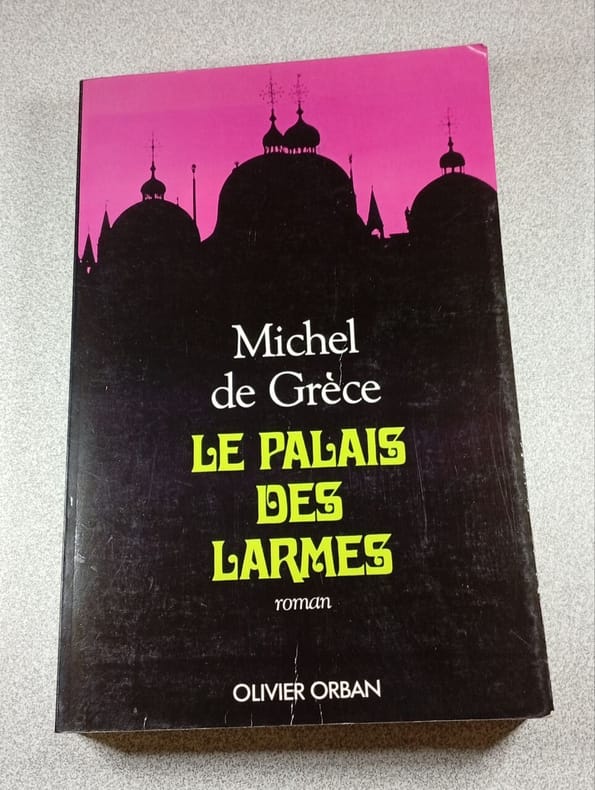 Michel
de Grèce
LE PALAIS
DES
LARMES
roman
OLIVIER ORBAN